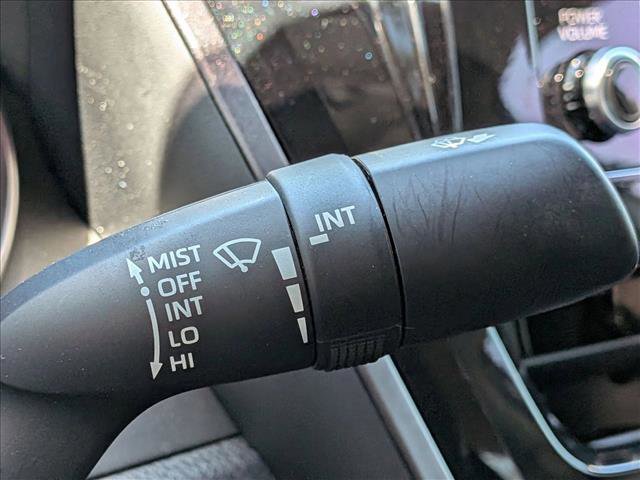 POWER
VOLUME
INT
MIST
OFF
INT
LO
HI